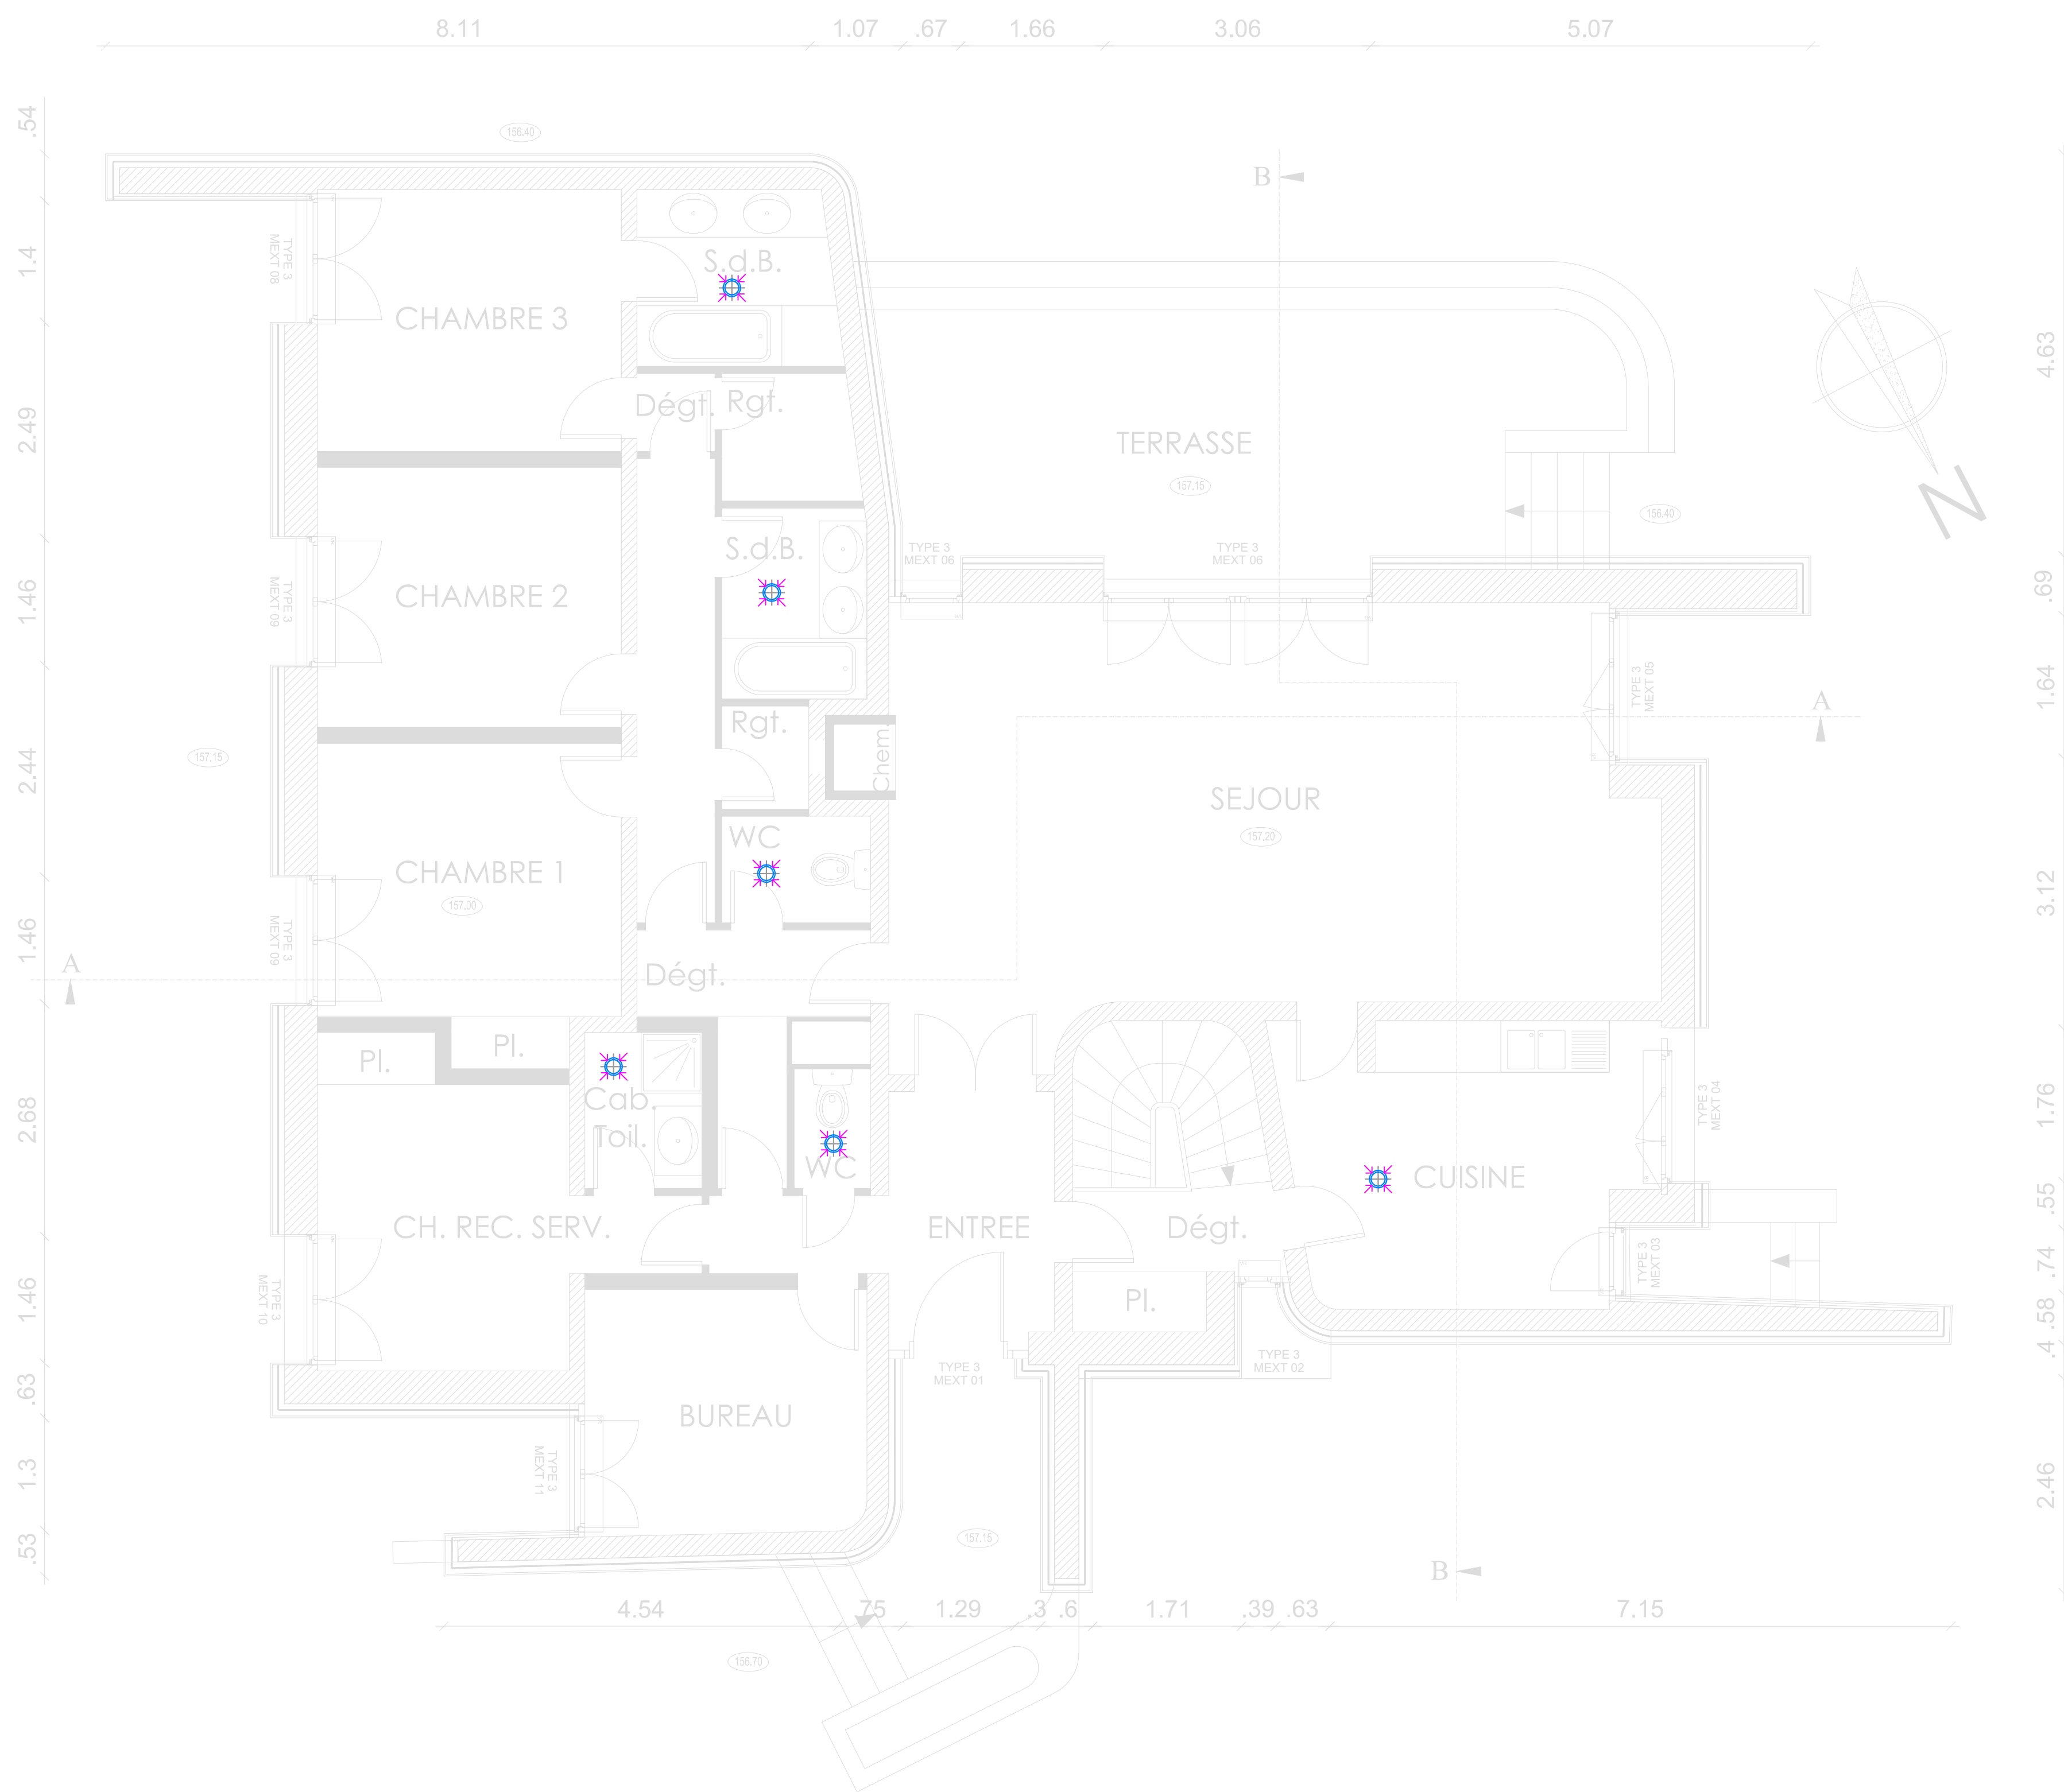 8.11 1.07 .67 1.66 3.06 5.07
.54
1.4
2.49
1.46
2.44
1.46
2.68
1.46
.63
1.3
.53
4.63
.69
1.64
3.12
1.76
.55
.74
.58
.4
2.46
156.40
B
TYPE 3
MEXT 08
S.d.B.
CHAMBRE 3
Dégt.
Rgt.
TERRASSE
157,15
156.40
N
TYPE 3
MEXT 06
TYPE 3
MEXT 06
S.d.B.
TYPE 3
MEXT 09
CHAMBRE 2
TYPE 3
MEXT 05
A
Rgt.
chem.
157,15
SEJOUR
157,20
WC
CHAMBRE 1
157,00
TYPE 3
MEXT 09
A
Dégt.
Pl.
Pl.
Cab.
Toil.
WC
TYPE 3
MEXT 04
CUISINE
CH. REC. SERV.
ENTREE
Dégt.
TYPE 3
MEXT 03
TYPE 3
MEXT 10
Pl.
TYPE 3
MEXT 01
TYPE 3
MEXT 02
BUREAU
TYPE 3
MEXT 11
157,15
B
4.54 75 1.29 .3 .6 1.71 .39 .63 7.15
156.70